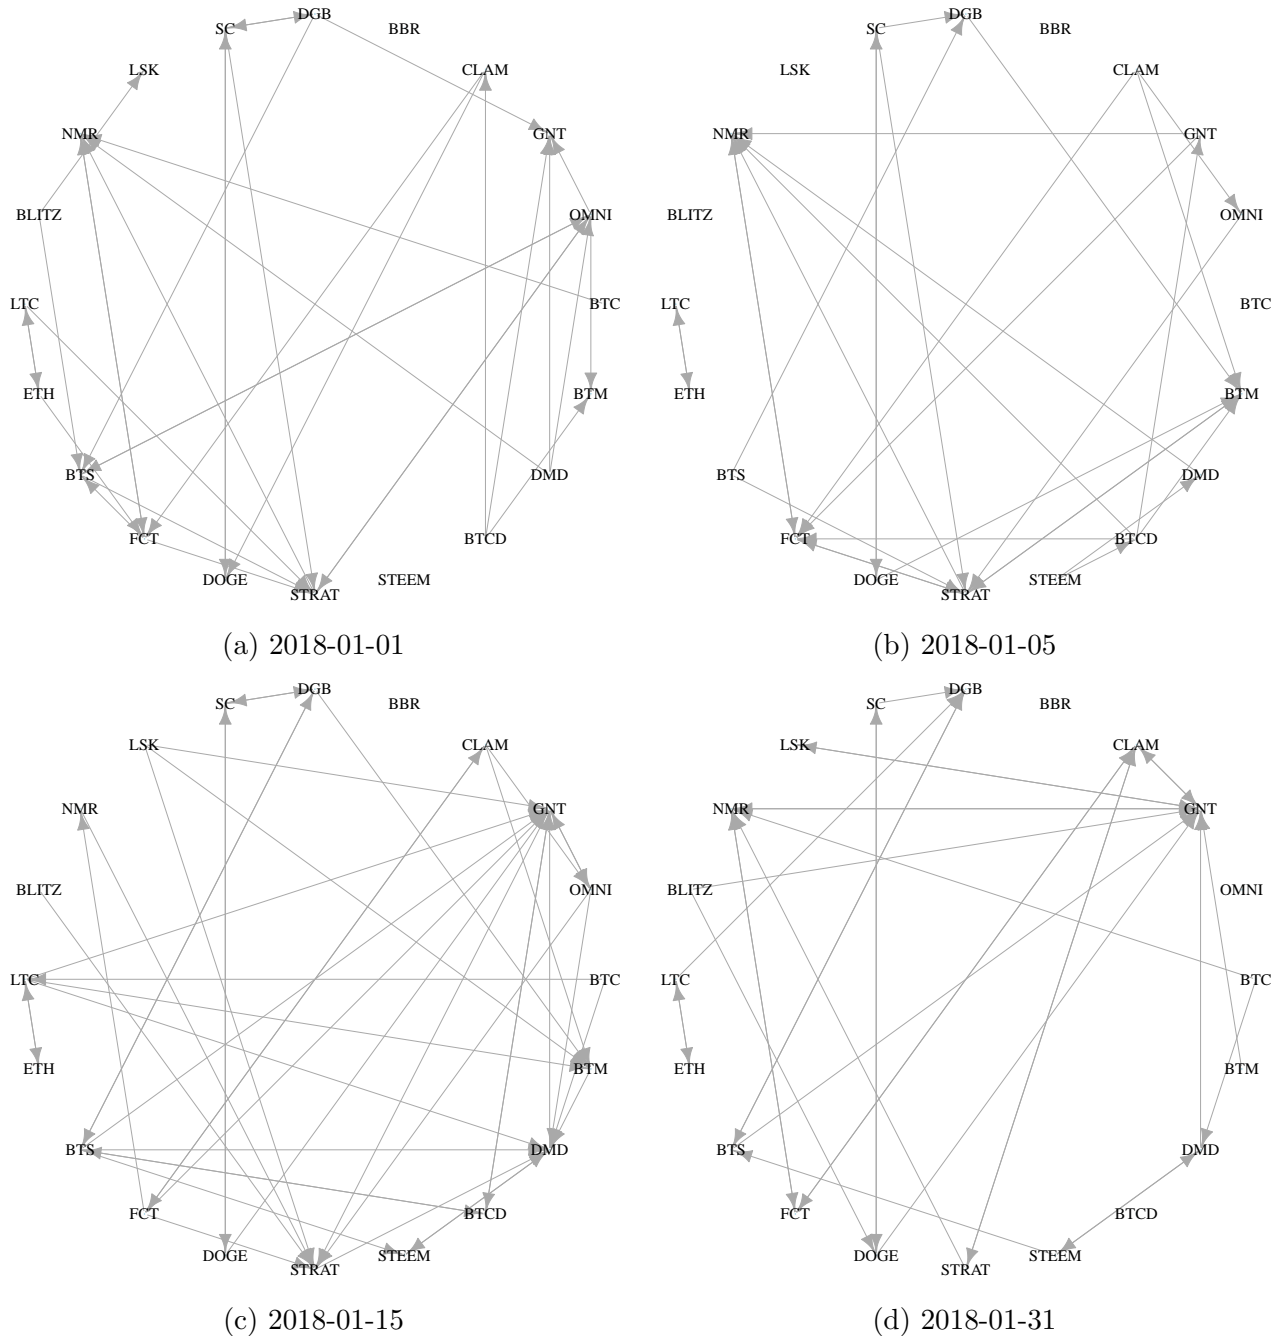 DGB
SC
BBR
LSK
CLAM
NMR
GNT
BLITZ
OMNI
LTC
BTC
ETH
BTM
BTS
DMD
FCT
BTCD
DOGE
STEEM
STRAT
(a) 2018-01-01
DGB
SC
BBR
LSK
CLAM
NMR
GNT
BLITZ
OMNI
LTC
BTC
ETH
BTM
BTS
DMD
FCT
BTCD
DOGE
STEEM
STRAT
(b) 2018-01-05
DGB
SC
BBR
LSK
CLAM
NMR
GNT
BLITZ
OMNI
LTC
BTC
ETH
BTM
BTS
DMD
FCT
BTCD
DOGE
STEEM
STRAT
(c) 2018-01-15
DGB
SC
BBR
LSK
CLAM
NMR
GNT
BLITZ
OMNI
LTC
BTC
ETH
BTM
BTS
DMD
FCT
BTCD
DOGE
STEEM
STRAT
(d) 2018-01-31